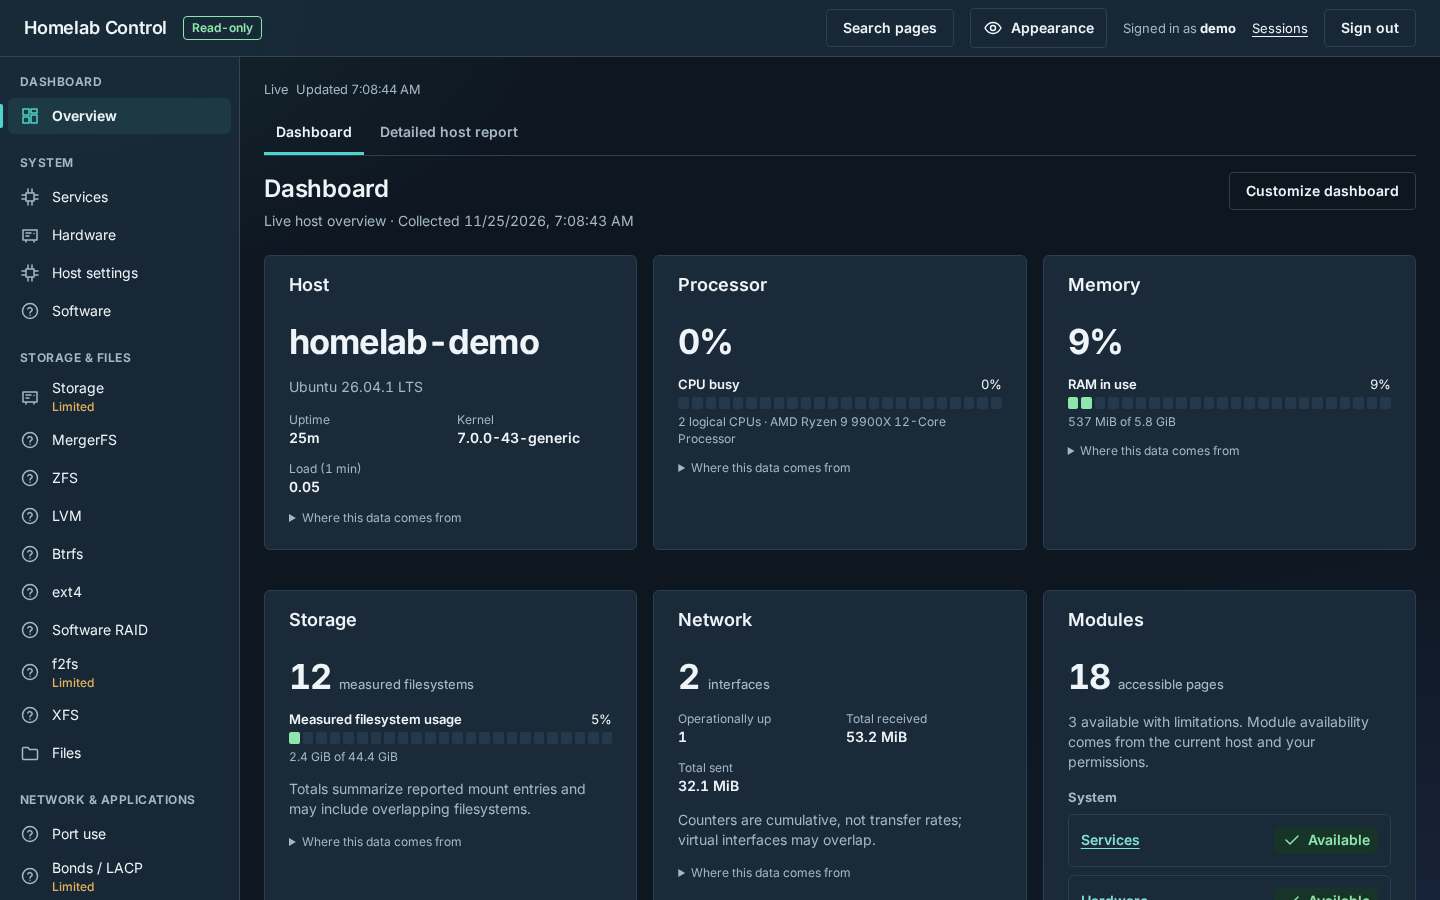 Homelab Control
Read-only
Search pages
Appearance
Signed in as demo
Sessions
Sign out
DASHBOARD
Overview
SYSTEM
Services
Hardware
Host settings
Software
STORAGE & FILES
Storage
Limited
MergerFS
ZFS
LVM
Btrfs
ext4
Software RAID
f2fs
Limited
XFS
Files
NETWORK & APPLICATIONS
Port use
Bonds / LACP
Limited
Live Updated 7:08:44 AM
Dashboard
Detailed host report
Dashboard
Customize dashboard
Live host overview · Collected 11/25/2026, 7:08:43 AM
Host
homelab-demo
Ubuntu 26.04.1 LTS
Uptime
25m
Kernel
7.0.0-43-generic
Load (1 min)
0.05
Where this data comes from
Processor
0%
CPU busy
0%
2 logical CPUs · AMD Ryzen 9 9900X 12-Core
Processor
Where this data comes from
Memory
9%
RAM in use
9%
537 MiB of 5.8 GiB
Where this data comes from
Storage
12 measured filesystems
Measured filesystem usage
5%
2.4 GiB of 44.4 GiB
Totals summarize reported mount entries and
may include overlapping filesystems.
Where this data comes from
Network
2 interfaces
Operationally up
1
Total received
53.2 MiB
Total sent
32.1 MiB
Counters are cumulative, not transfer rates;
virtual interfaces may overlap.
Where this data comes from
Modules
18 accessible pages
3 available with limitations. Module availability
comes from the current host and your
permissions.
System
Services
Available
Hardware
Available